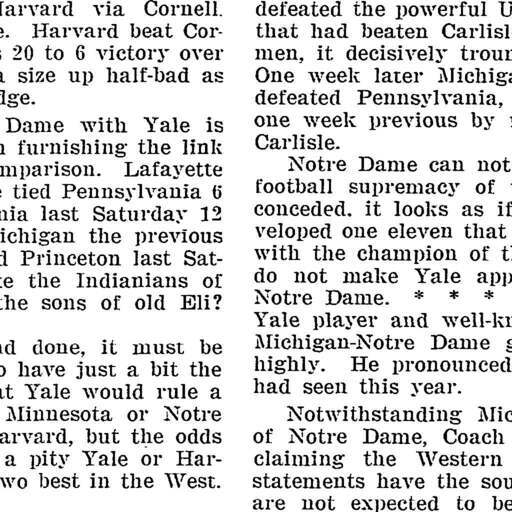 Harvard via Cornell.
e. Harvard beat Cor-
s 20 to 6 victory over
a size up half-bad as
dge.
Dame with Yale is
n furnishing the link
mparison. Lafayette
e tied Pennsylvania 6
nia last Saturday 12
ichigan the previous
d Princeton last Sat-
te the Indianians of
the sons of old Eli?
nd done, it must be
o have just a bit the
at Yale would rule a
Minnesota or Notre
arvard, but the odds
a pity Yale or Har-
wo best in the West.
defeated the powerful U
that had beaten Carlisl
men, it decisively trou
One week later Michiga
defeated Pennsylvania,
one week previous by
Carlisle.
Notre Dame can not
football supremacy of
conceded. it looks as if
veloped one eleven that
with the champion of t
do not make Yale app
Notre Dame. * * *
Yale player and well-k
Michigan-Notre Dame g
highly. He pronounced
had seen this year.
Notwithstanding Mic
of Notre Dame, Coach
claiming the Western
statements have the sou
are not expected to be